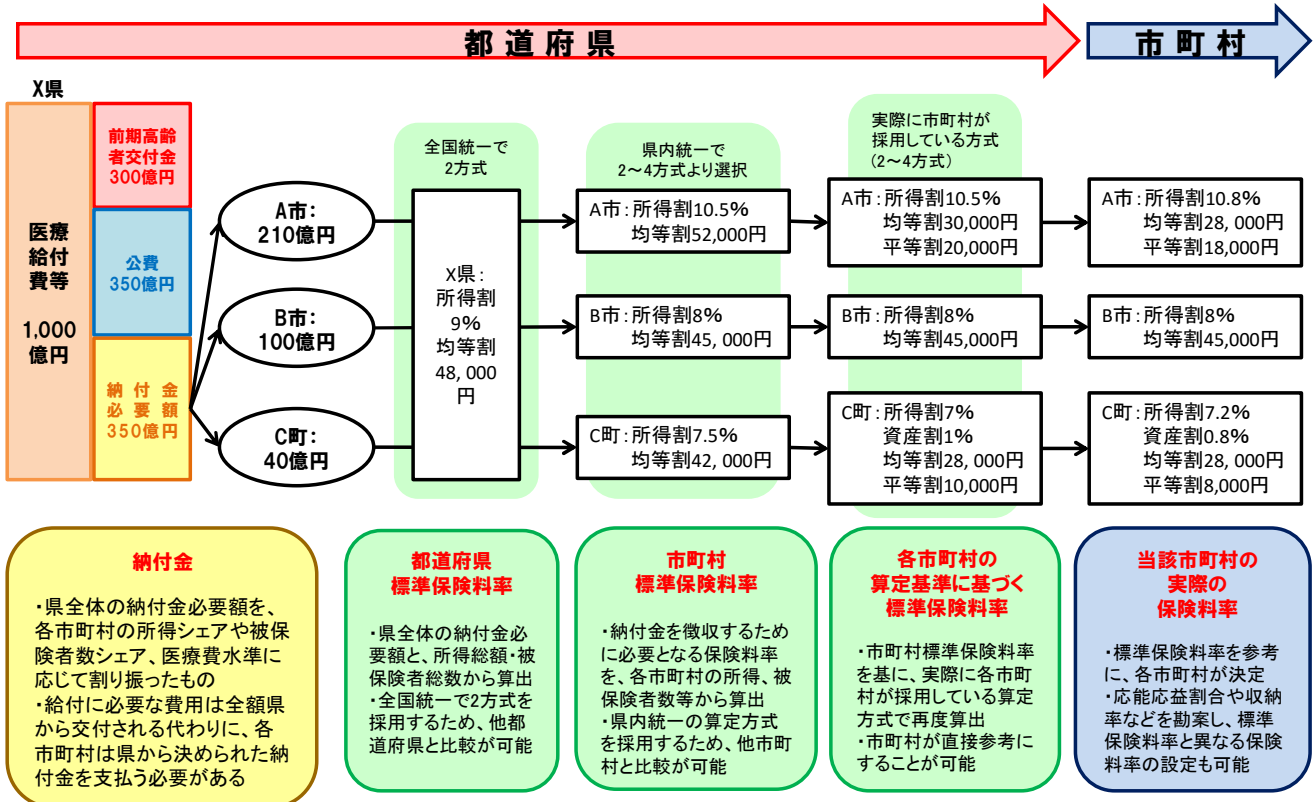 都道府県
市町村
X県
医療
給付
費等
1,000
億円
前期高齢
者交付金
300億円
公費
350億円
納付金
必要額
350億円
A市：
210億円
B市：
100億円
C町：
40億円
全国統一で
2方式
X県：
所得割
9%
均等割
48,000
円
県内統一で
2～4方式より選択
A市：所得割10.5%
均等割52,000円
B市：所得割8%
均等割45,000円
C町：所得割7.5%
均等割42,000円
実際に市町村が
採用している方式
（2～4方式）
A市：所得割10.5%
均等割30,000円
平等割20,000円
B市：所得割8%
均等割45,000円
C町：所得割7%
資産割1%
均等割28,000円
平等割10,000円
A市：所得割10.8%
均等割28,000円
平等割18,000円
B市：所得割8%
均等割45,000円
C町：所得割7.2%
資産割0.8%
均等割28,000円
平等割8,000円
納付金
・県全体の納付金必要額を、
各市町村の所得シェアや被保
険者数シェア、医療費水準に
応じて割り振ったもの
・給付に必要な費用は全額県
から交付される代わりに、各
市町村は県から決められた納
付金を支払う必要がある
都道府県
標準保険料率
・県全体の納付金必
要額と、所得総額・被
保険者総数から算出
・全国統一で2方式を
採用するため、他都
道府県と比較が可能
市町村
標準保険料率
・納付金を徴収するため
に必要となる保険料率
を、各市町村の所得、被
保険者数等から算出
・県内統一の算定方式
を採用するため、他市町
村と比較が可能
各市町村の
算定基準に基づく
標準保険料率
・市町村標準保険料率
を基に、実際に各市町
村が採用している算定
方式で再度算出
・市町村が直接参考に
することが可能
当該市町村の
実際の
保険料率
・標準保険料率を参考
に、各市町村が決定
・応能応益割合や収納
率などを勘案し、標準
保険料率と異なる保険
料率の設定も可能